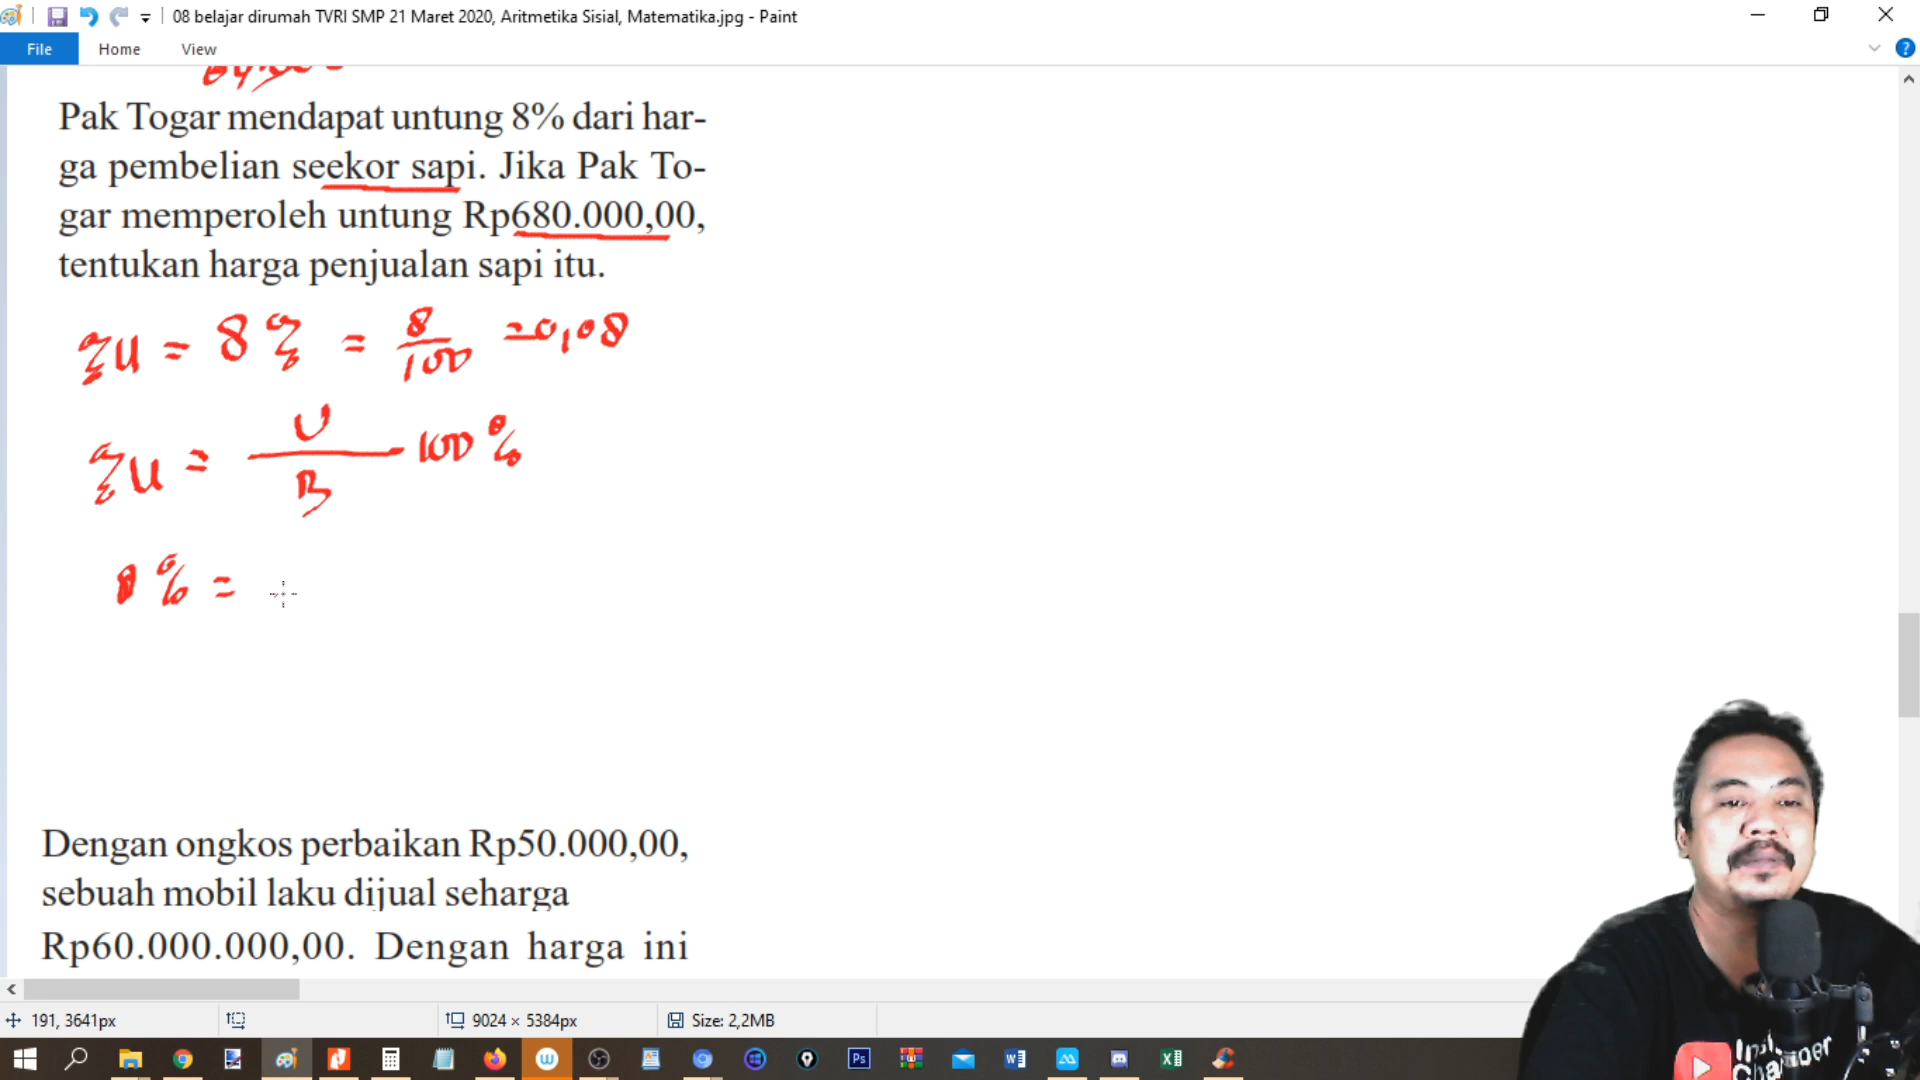 08 belajar dirumah TVRI SMP 21 Maret 2020, Aritmetika Sisial, Matematika.jpg - Paint
File Home View
Pak Togar mendapat untung 8% dari har-
ga pembelian seekor sapi. Jika Pak To-
gar memperoleh untung Rp680.000,00,
tentukan harga penjualan sapi itu.
%U = 8% = 8/100 = 0,08
%U = U/B 100%
8% =
Dengan ongkos perbaikan Rp50.000,00,
sebuah mobil laku dijual seharga
Rp60.000.000,00. Dengan harga ini
191, 3641px
9024 × 5384px
Size: 2,2MB